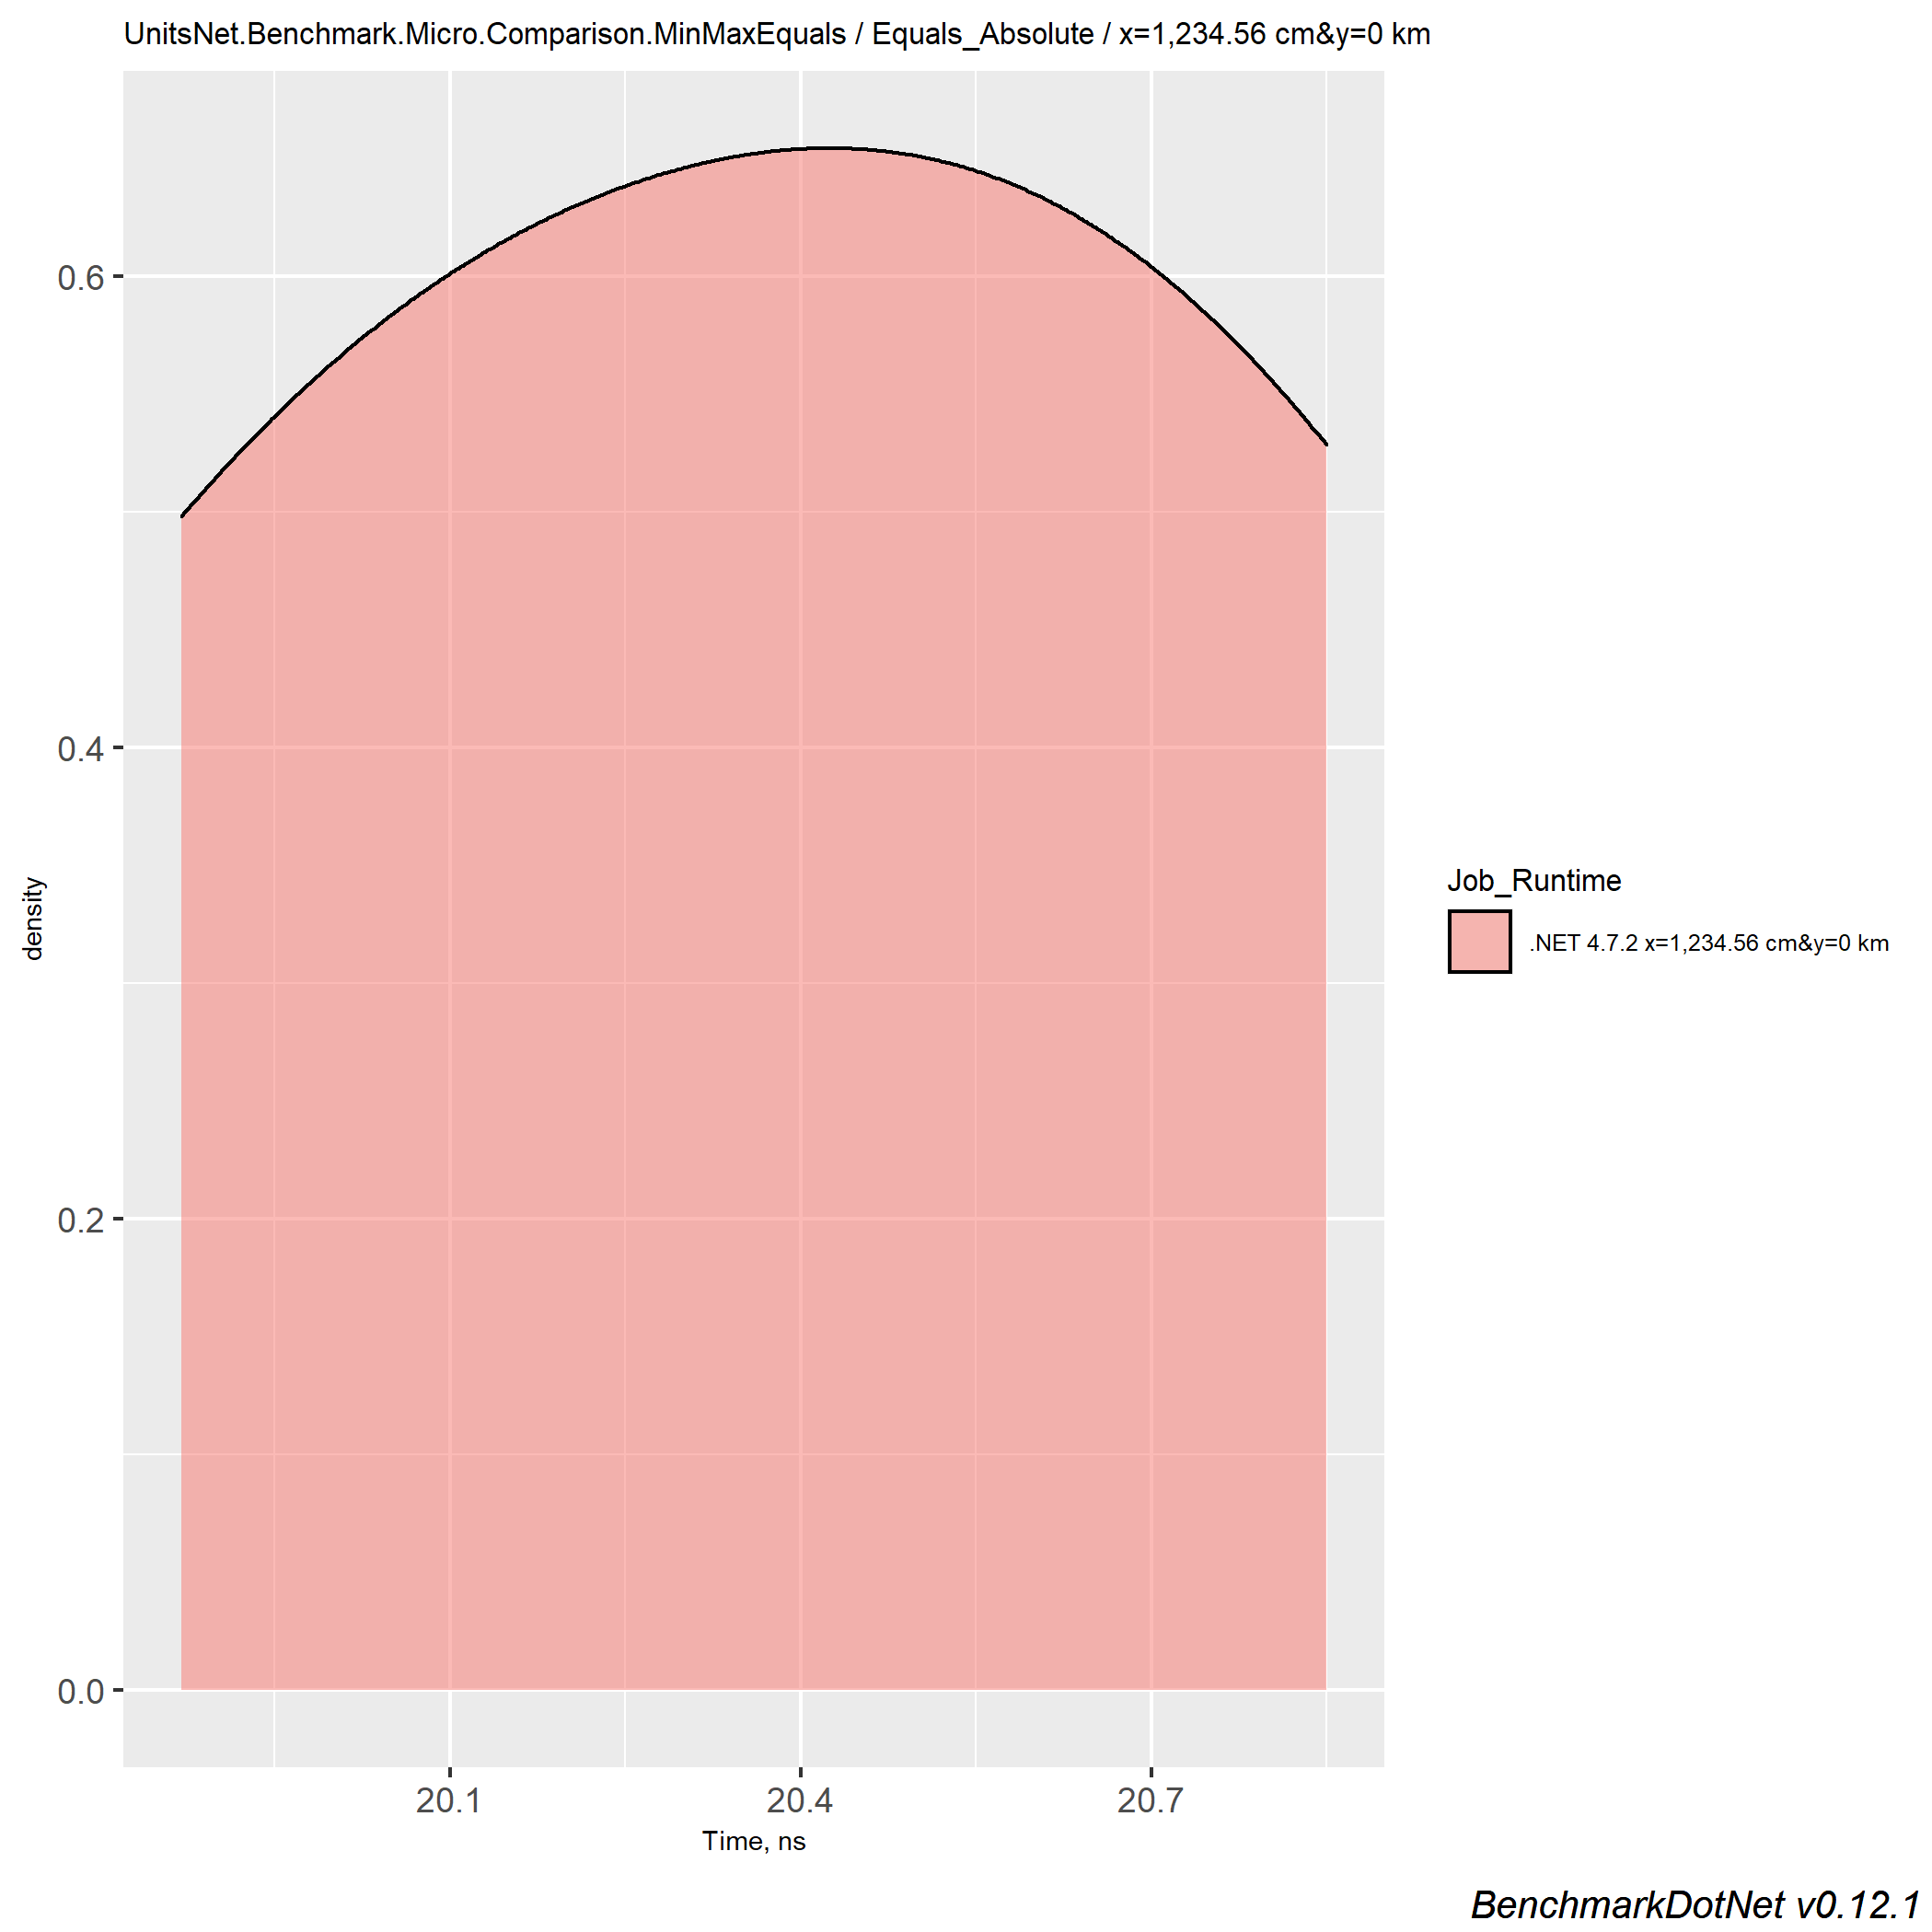 UnitsNet.Benchmark.Micro.Comparison.MinMaxEquals / Equals_Absolute / x=1,234.56 cm&y=0 km
0.6
0.4
0.2
0.0
density
20.1 20.4 20.7
Time, ns
Job_Runtime
.NET 4.7.2 x=1,234.56 cm&y=0 km
BenchmarkDotNet v0.12.1